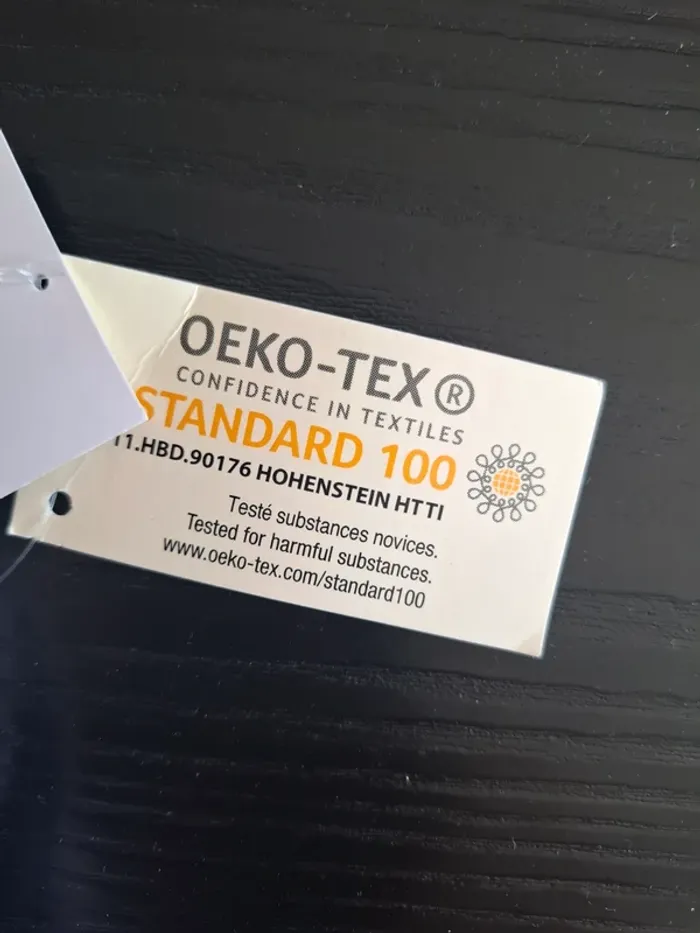 OEKO-TEX®
CONFIDENCE IN TEXTILES
STANDARD 100
11.HBD.90176 HOHENSTEIN HTTI
Testé substances novices.
Tested for harmful substances.
www.oeko-tex.com/standard100